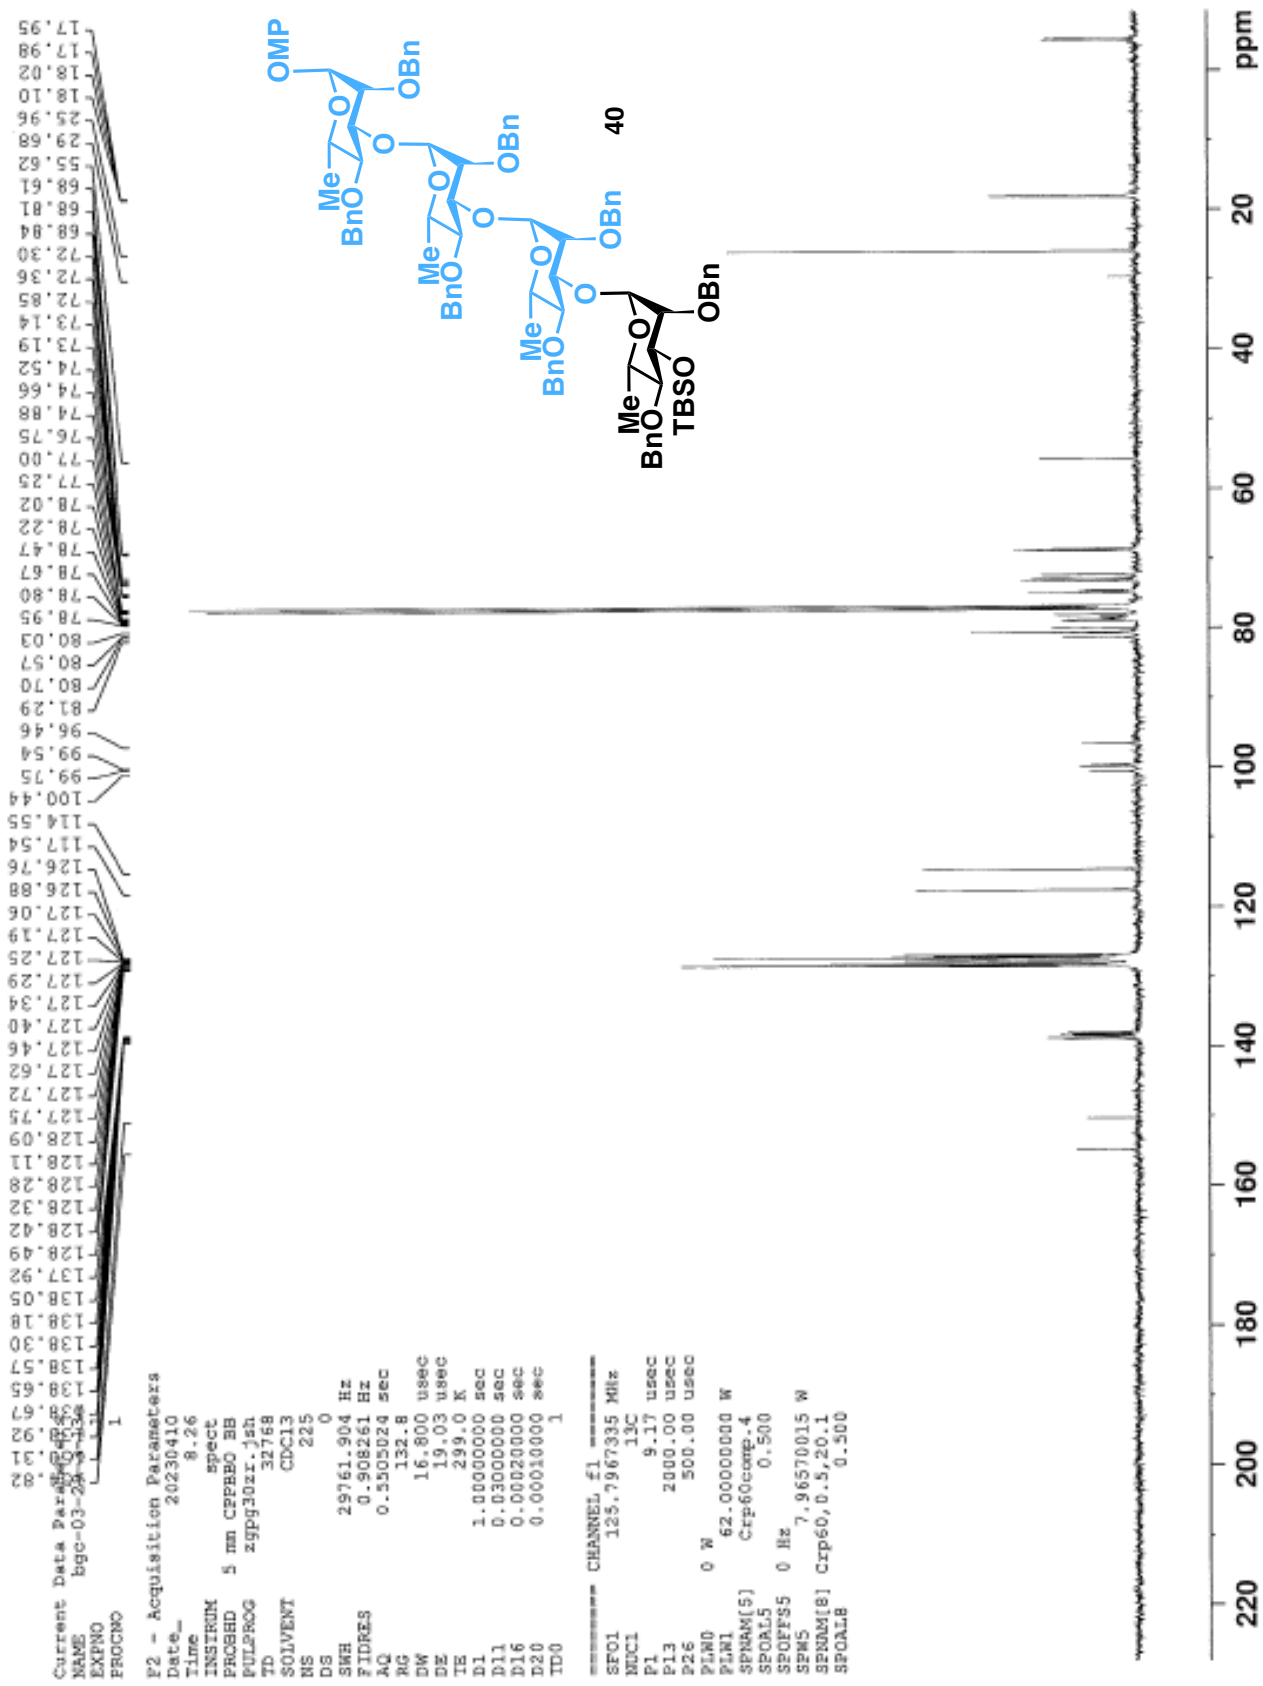 17.95
17.98
18.02
18.10
25.96
29.68
55.62
68.61
68.81
68.84
72.30
72.36
72.85
73.14
73.19
74.52
74.66
74.88
76.75
77.00
77.25
78.02
78.22
78.47
78.67
78.80
78.95
80.03
80.57
80.70
81.29
96.46
99.54
99.75
100.44
114.55
117.54
126.76
126.88
127.06
127.19
127.25
127.29
127.34
127.40
127.46
127.62
127.72
127.75
128.09
128.11
128.28
128.32
128.42
128.49
137.92
138.05
138.18
138.30
138.57
138.65
Current Data Parameters
NAME
EXPNO
PROCNO 1
F2 - Acquisition Parameters
Date_ 20230410
Time 8.26
INSTRUM spect
PROBHD 5 mm CPPBBO BB
PULPROG zgpg30zr.jsh
TD 32768
SOLVENT CDCl3
NS 225
DS 0
SWH 29761.904 Hz
FIDRES 0.908261 Hz
AQ 0.5505024 sec
RG 132.8
DW 16.800 usec
DE 19.03 usec
TE 299.0 K
D1 1.00000000 sec
D11 0.03000000 sec
D16 0.00020000 sec
D20 0.00010000 sec
TD0 1
======== CHANNEL f1 ========
SFO1 125.7967335 MHz
NUC1 13C
P1 9.17 usec
P13 2000.00 usec
P26 500.00 usec
PLW0 0 W
PLW1 62.00000000 W
SPNAM[5] Crp60comp.4
SPOAL5 0.500
SPOFFS5 0 Hz
SPW5 7.96570015 W
SPNAM[8] Crp60,0.5,20.1
SPOAL8 0.500
OMP
O
Me
BnO
OBn
O
O
Me
BnO
OBn
O
O
Me
BnO
OBn
O
O
Me
BnO
TBSO
OBn
40
220 200 180 160 140 120 100 80 60 40 20 ppm